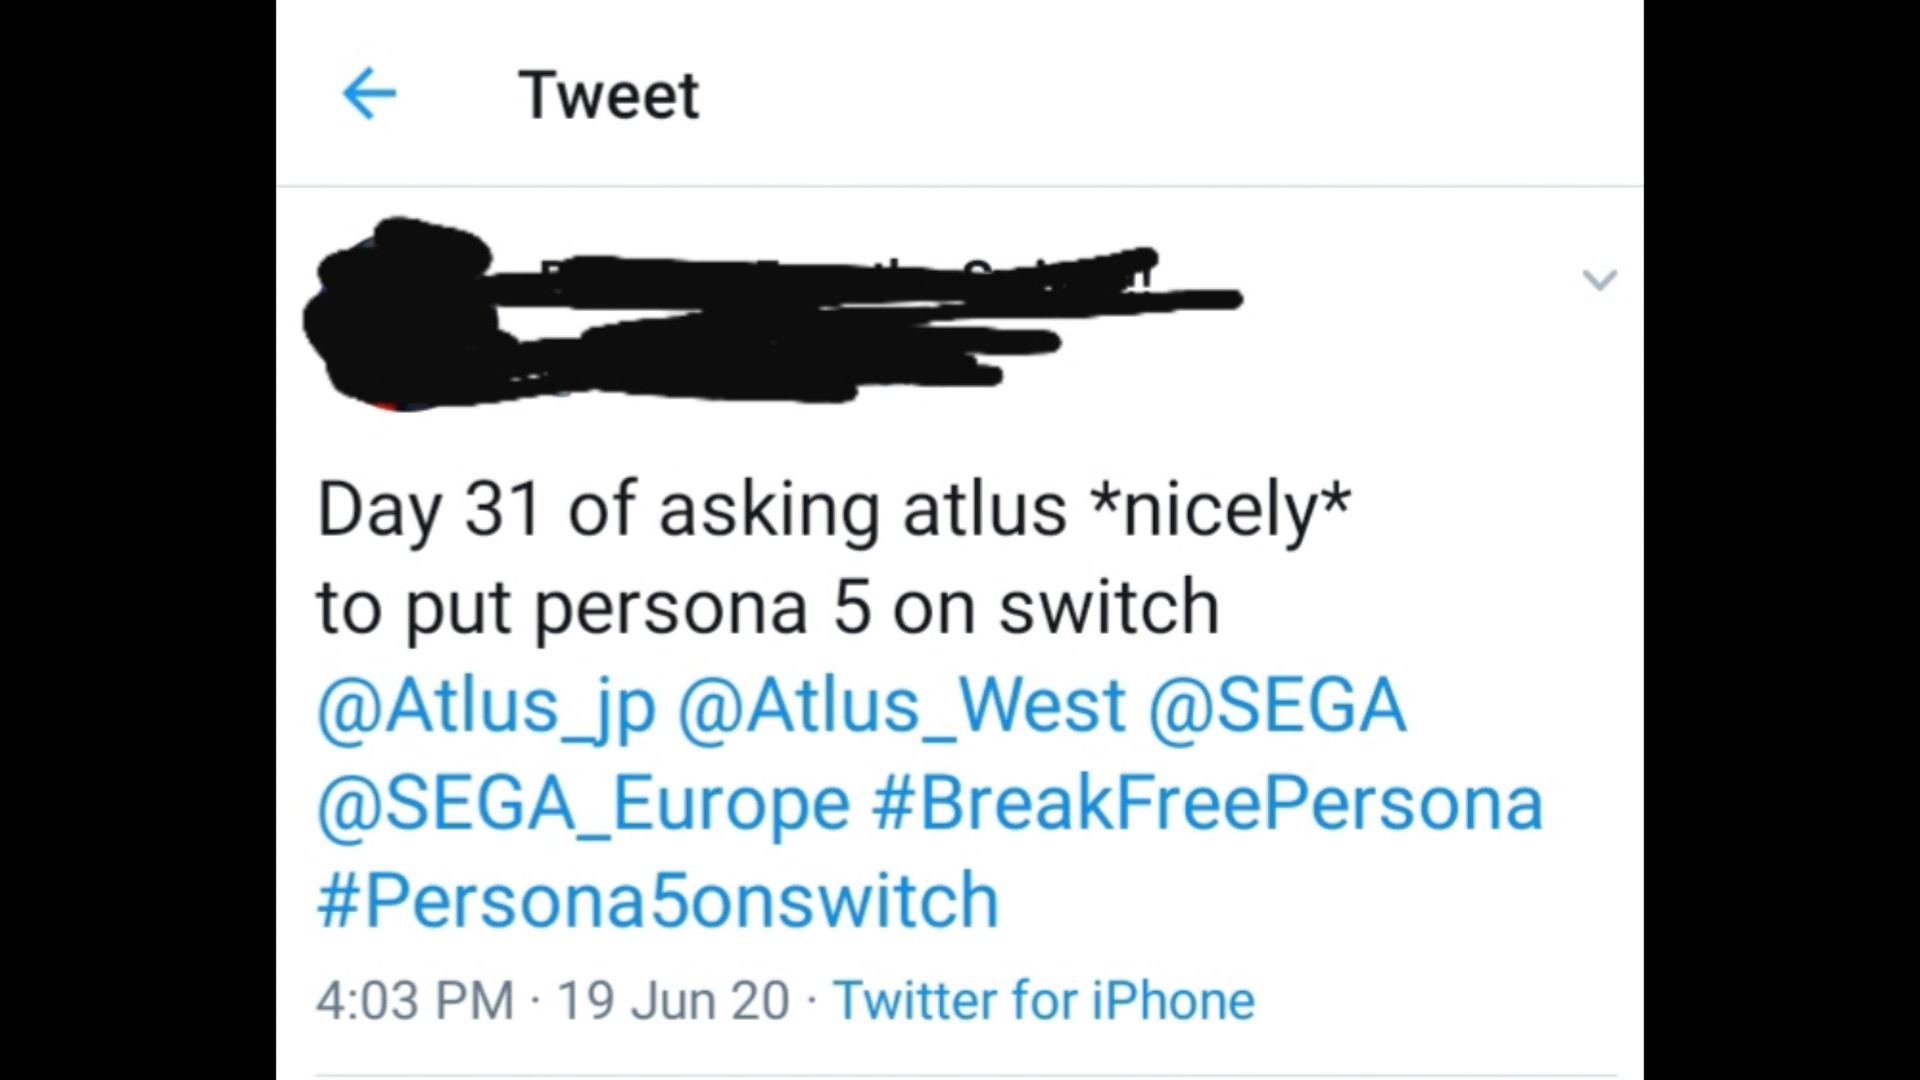 Tweet
Day 31 of asking atlus *nicely*
to put persona 5 on switch
@Atlus_jp @Atlus_West @SEGA
@SEGA_Europe #BreakFreePersona
#Persona5onswitch
4:03 PM · 19 Jun 20 · Twitter for iPhone